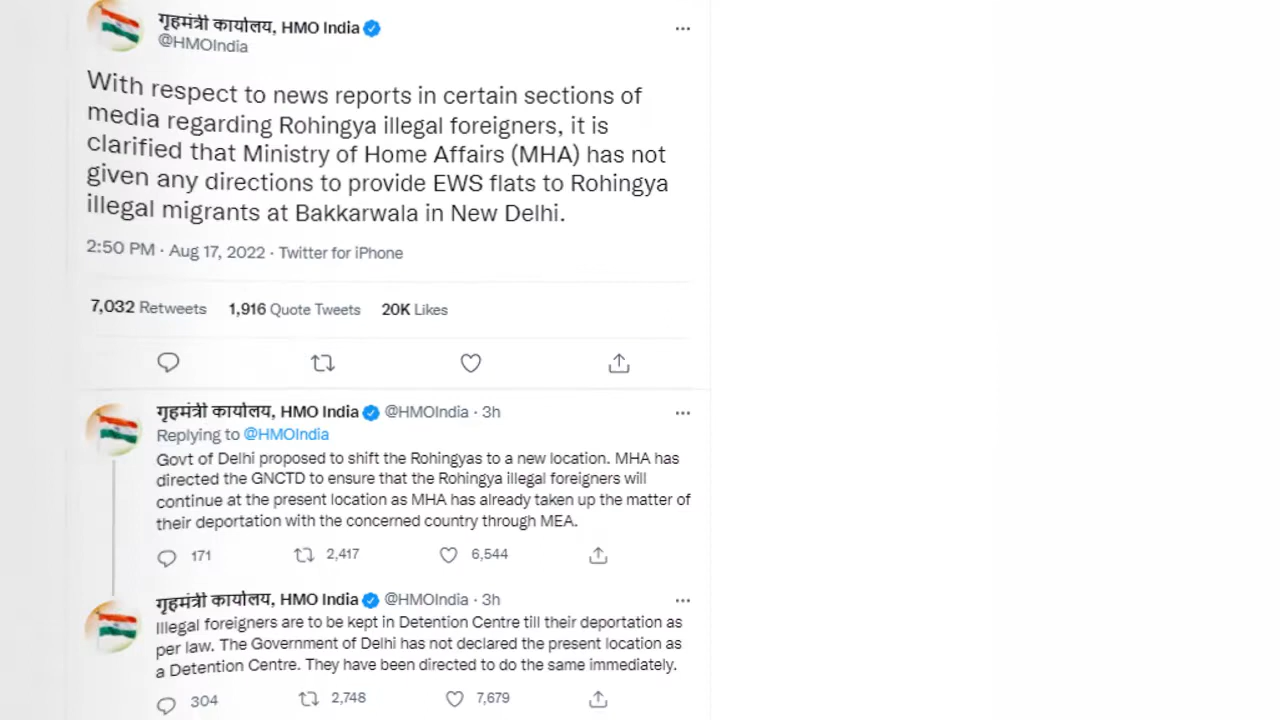 गृहमंत्री कार्यालय, HMO India
@HMOIndia
With respect to news reports in certain sections of
media regarding Rohingya illegal foreigners, it is
clarified that Ministry of Home Affairs (MHA) has not
given any directions to provide EWS flats to Rohingya
illegal migrants at Bakkarwala in New Delhi.
2:50 PM · Aug 17, 2022 · Twitter for iPhone
7,032 Retweets 1,916 Quote Tweets 20K Likes
गृहमंत्री कार्यालय, HMO India @HMOIndia · 3h
Replying to @HMOIndia
Govt of Delhi proposed to shift the Rohingyas to a new location. MHA has
directed the GNCTD to ensure that the Rohingya illegal foreigners will
continue at the present location as MHA has already taken up the matter of
their deportation with the concerned country through MEA.
171 2,417 6,544
गृहमंत्री कार्यालय, HMO India @HMOIndia · 3h
Illegal foreigners are to be kept in Detention Centre till their deportation as
per law. The Government of Delhi has not declared the present location as
a Detention Centre. They have been directed to do the same immediately.
304 2,748 7,679